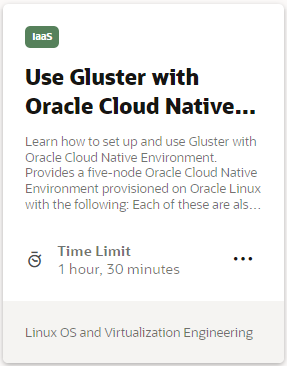 IaaS
Use Gluster with
Oracle Cloud Native...
Learn how to set up and use Gluster with
Oracle Cloud Native Environment.
Provides a five-node Oracle Cloud Native
Environment provisioned on Oracle Linux
with the following: Each of these are als...
Time Limit
1 hour, 30 minutes
Linux OS and Virtualization Engineering